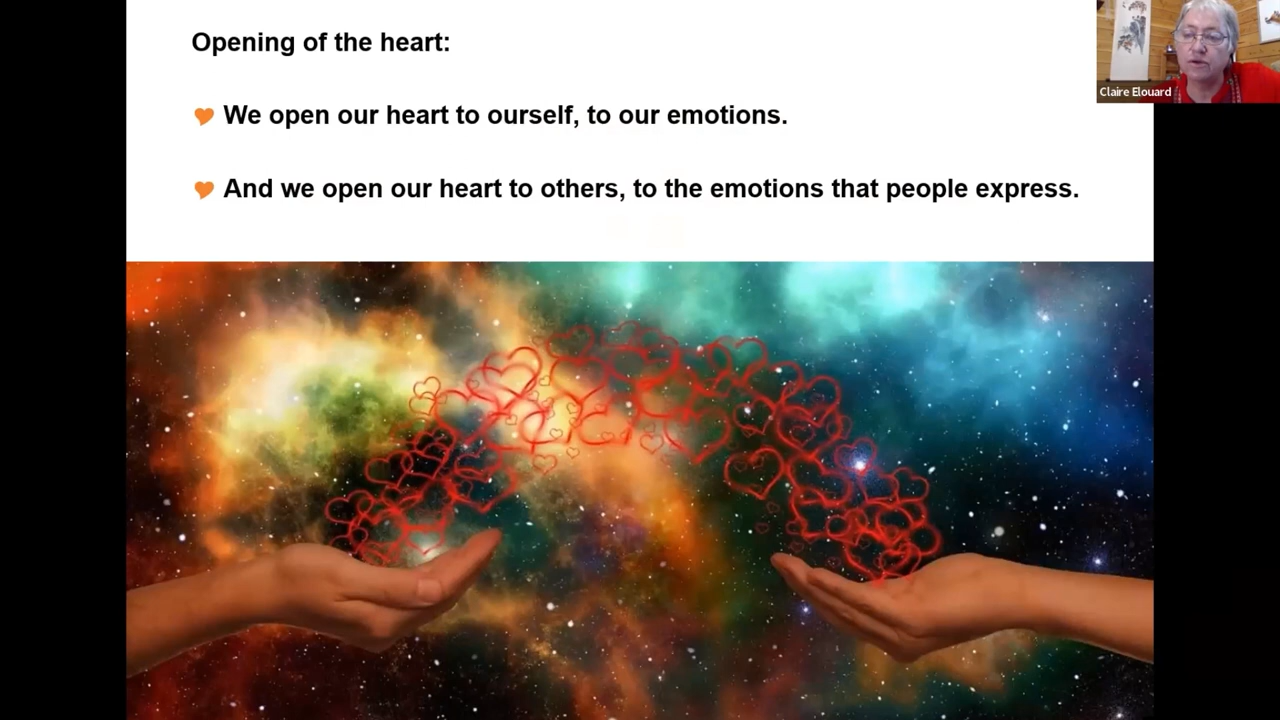 Opening of the heart:
We open our heart to ourself, to our emotions.
And we open our heart to others, to the emotions that people express.
Claire Elouard